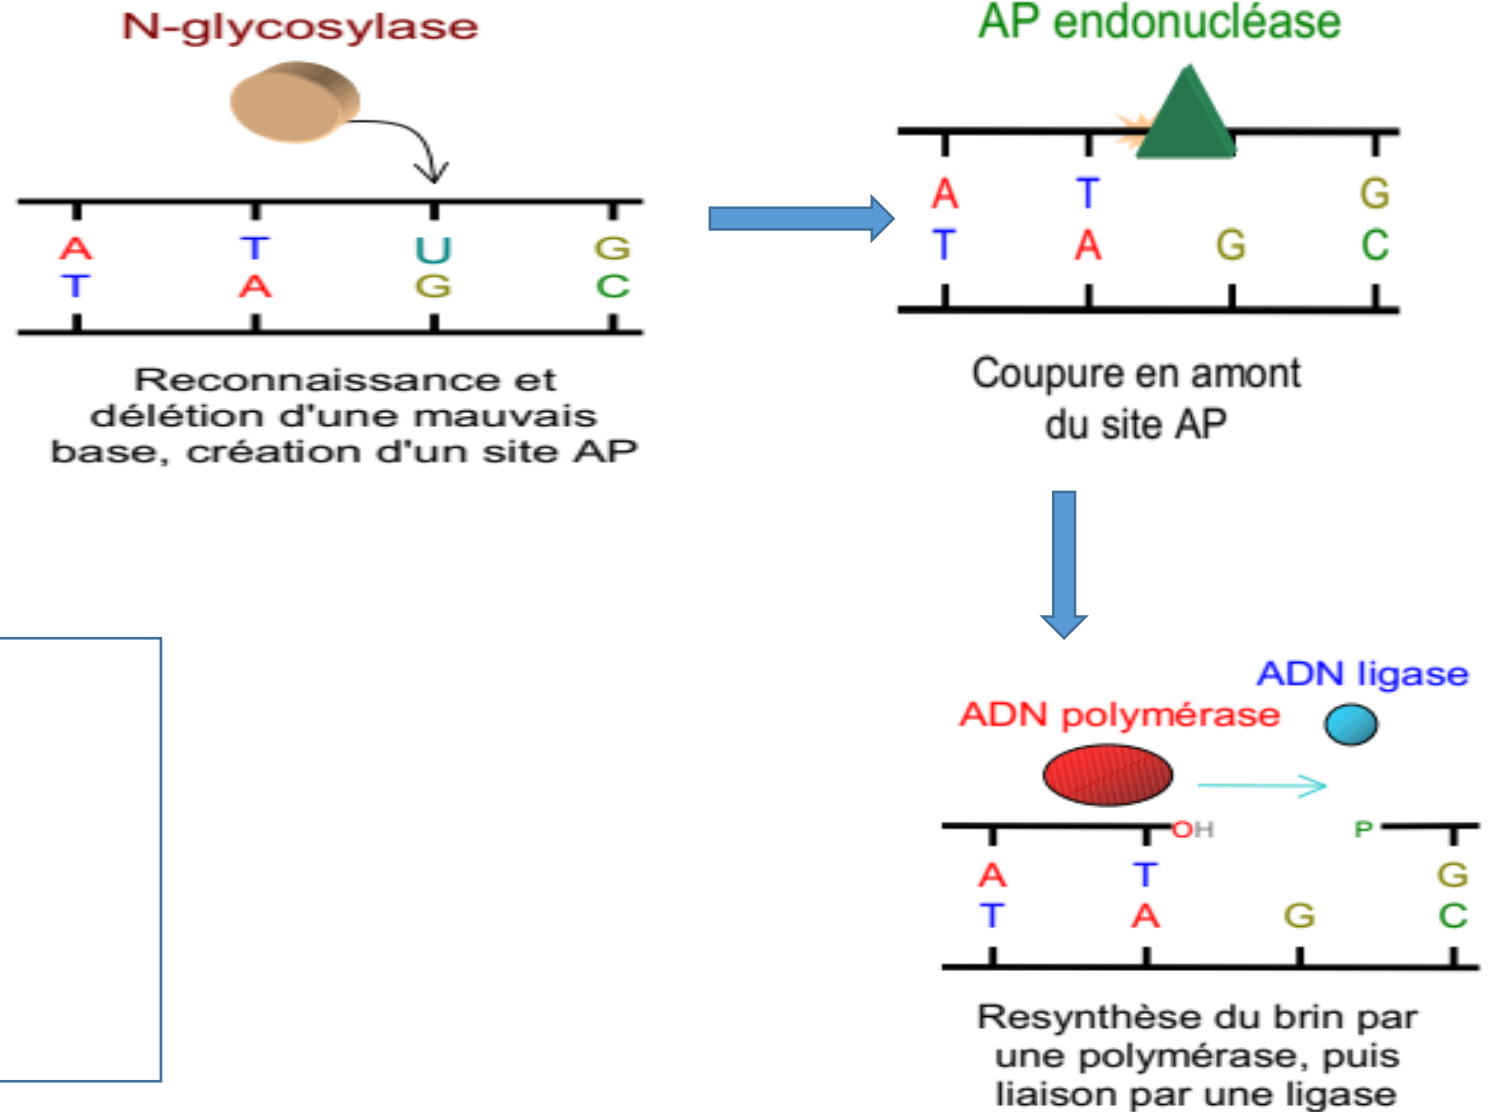 N-glycosylase
A T U G
T A G C
Reconnaissance et
délétion d'une mauvais
base, création d'un site AP
AP endonucléase
A T G
T A G C
Coupure en amont
du site AP
ADN ligase
ADN polymérase
OH P
A T G
T A G C
Resynthèse du brin par
une polymérase, puis
liaison par une ligase